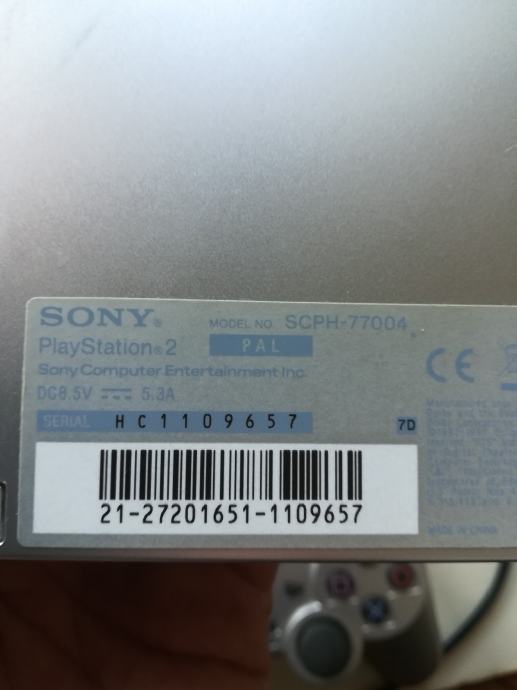 SONY®
MODEL NO. SCPH-77004
PlayStation®2 PAL
Sony Computer Entertainment Inc.
DC8.5V ⎓ 5.3A
SERIAL HC1109657 7D
21-27201651-1109657
CE
MADE IN CHINA